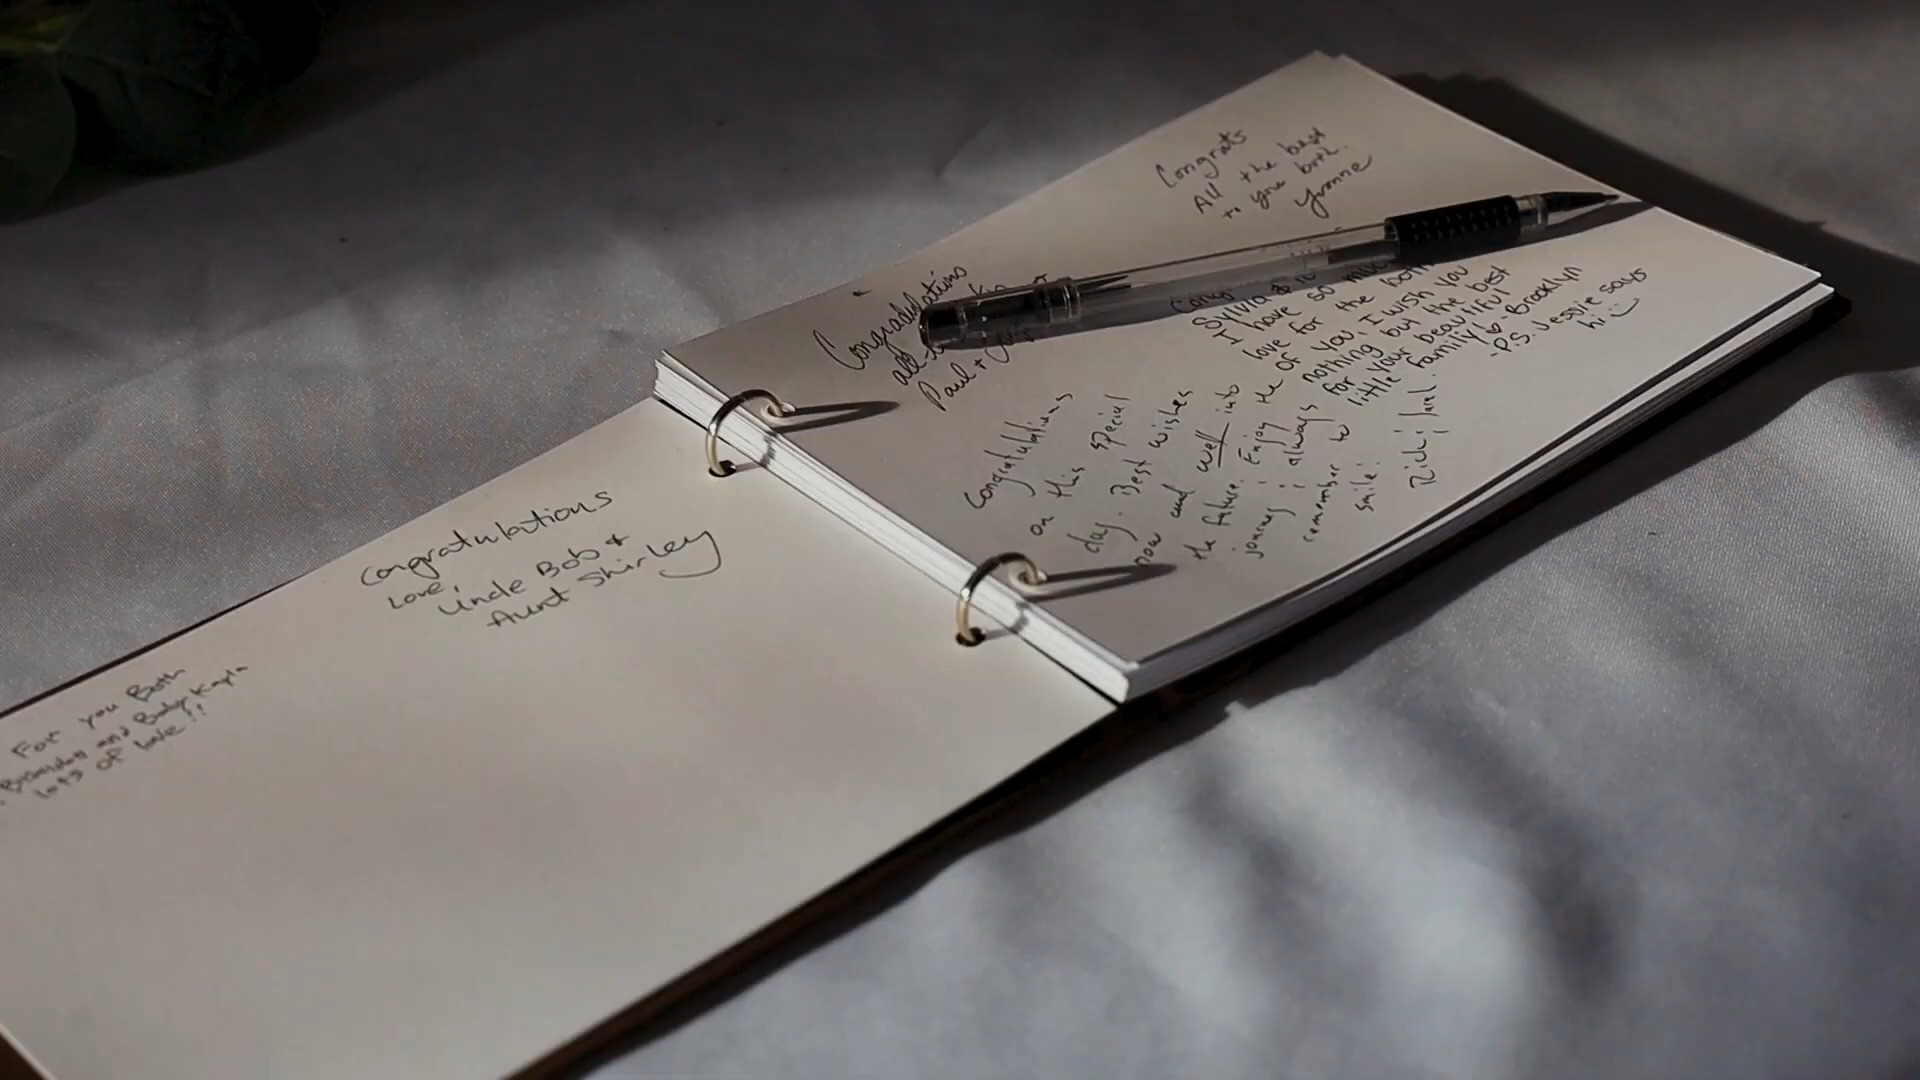 For you Both
lots of love!!
Congratulations
Love,
Uncle Bob &
Aunt Shirley
Congratulations
Paul +
Congrats
All the best
to you both.
Yvonne
Sylvia &
I have so much
love for the both
of you. I wish you
nothing but the best
for your beautiful
little family! ♡ Brooklyn
-P.S. Jessie says
hi :)
Congratulations
on this special
day. Best wishes
now and well into
the future. Enjoy the
journey & always
remember to
smile!
Rich &